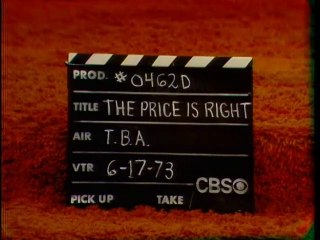 PROD. #0462D
TITLE THE PRICE IS RIGHT
AIR T.B.A.
VTR 6-17-73
CBS
PICK UP TAKE